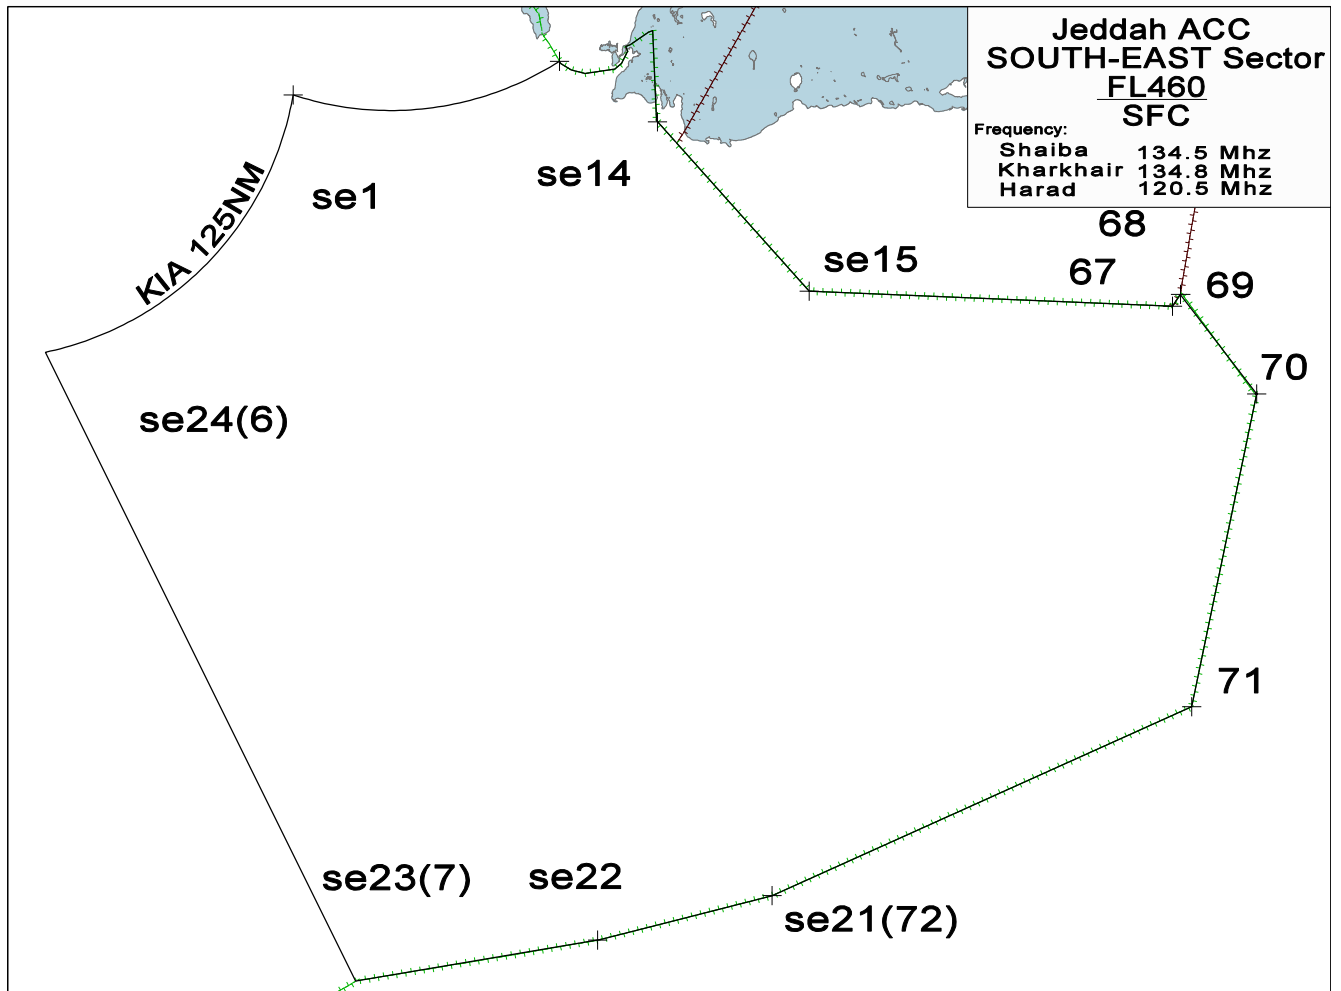 Jeddah ACC
SOUTH-EAST Sector
FL460
SFC
Frequency:
Shaiba 134.5 Mhz
Kharkhair 134.8 Mhz
Harad 120.5 Mhz
KIA 125NM
se1
se14
se15
68
67
69
70
se24(6)
71
se23(7)
se22
se21(72)